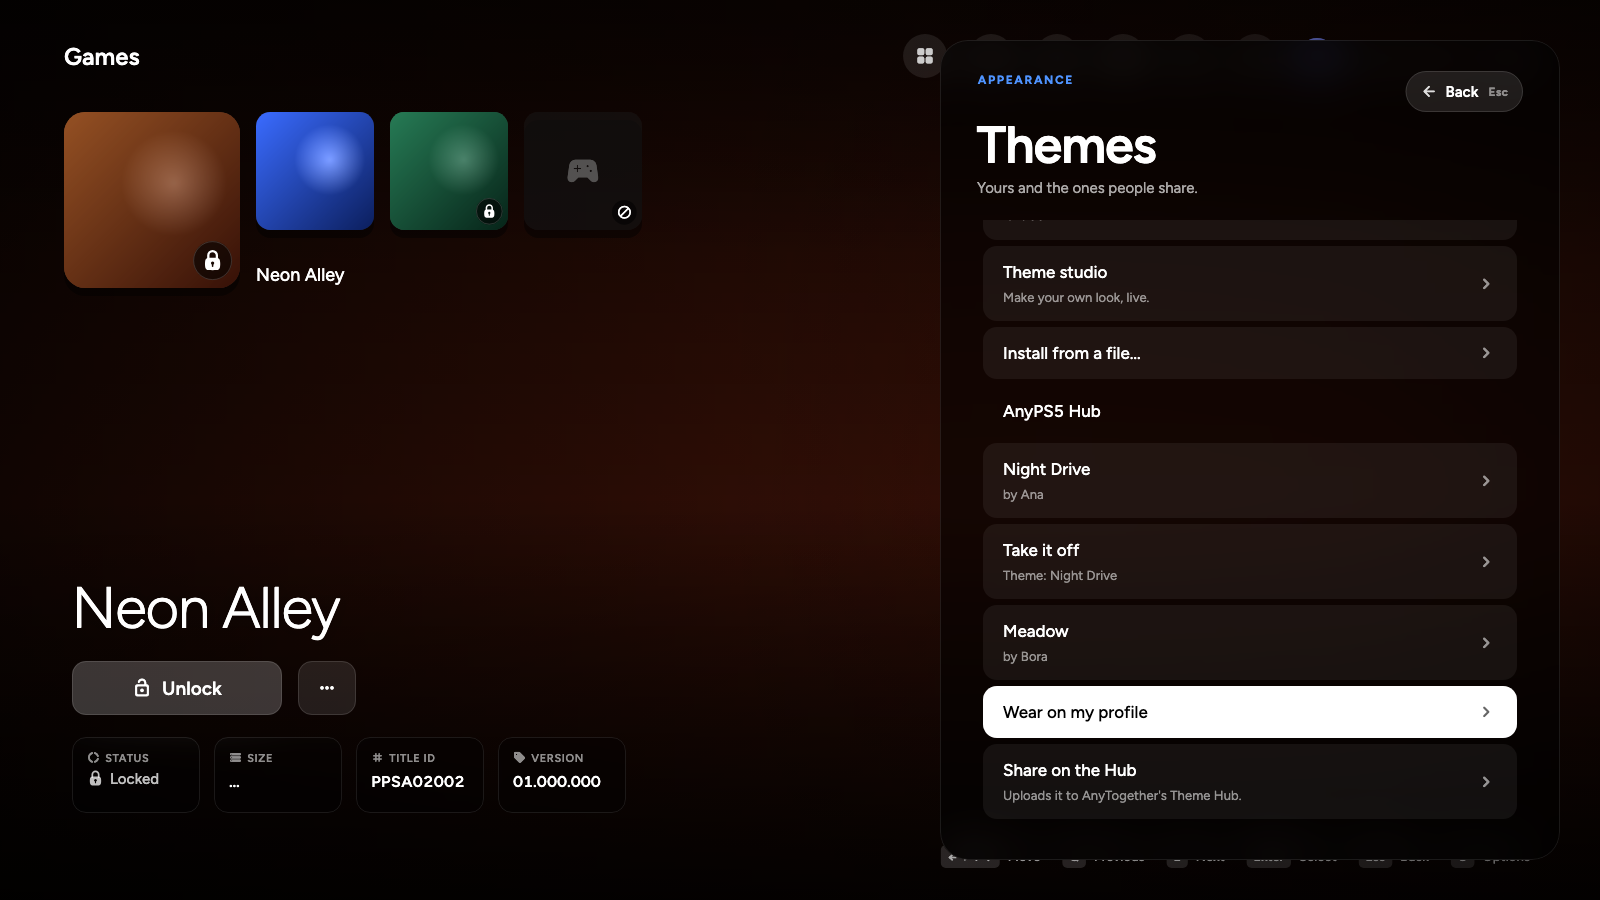 Games
Neon Alley
Neon Alley
Unlock
STATUS
Locked
SIZE
...
TITLE ID
PPSA02002
VERSION
01.000.000
APPEARANCE
Back Esc
Themes
Yours and the ones people share.
Theme studio
Make your own look, live.
Install from a file...
AnyPS5 Hub
Night Drive
by Ana
Take it off
Theme: Night Drive
Meadow
by Bora
Wear on my profile
Share on the Hub
Uploads it to AnyTogether's Theme Hub.